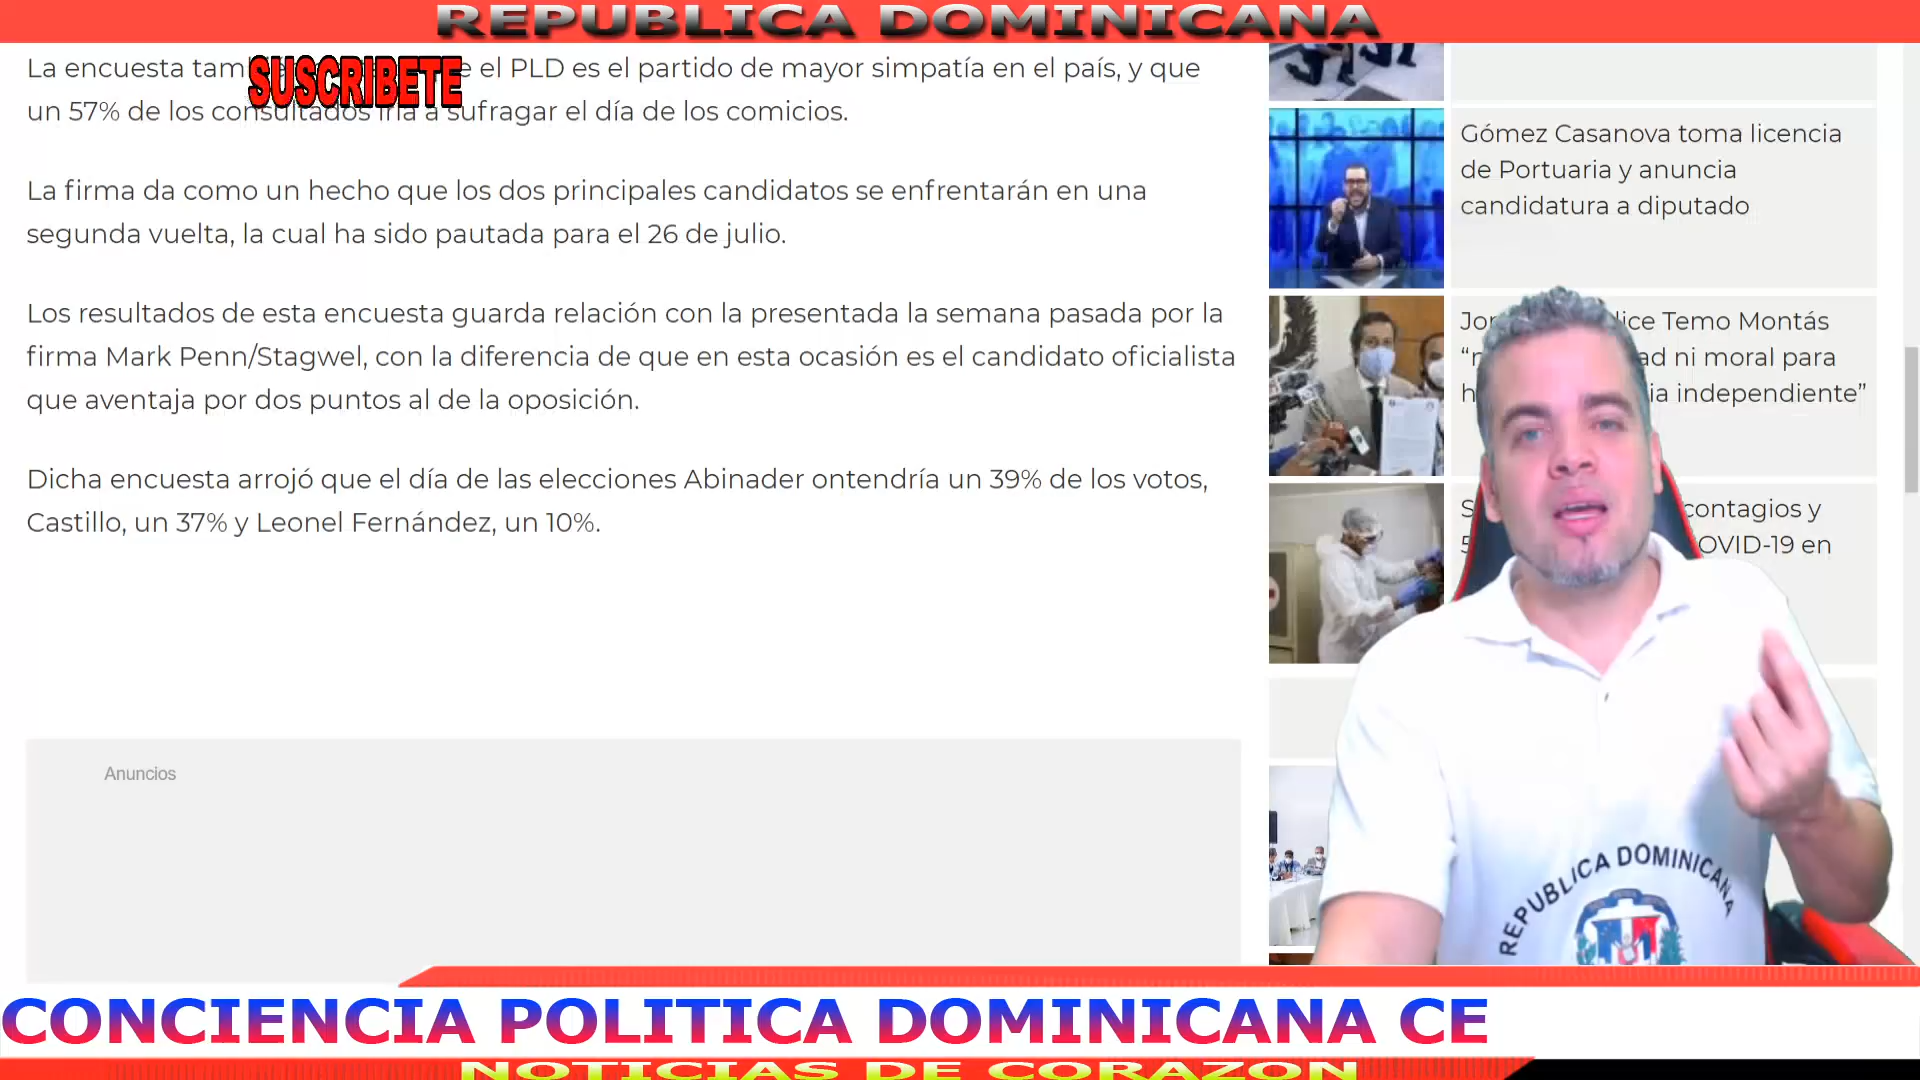 REPUBLICA DOMINICANA
SUSCRIBETE
La encuesta tam e el PLD es el partido de mayor simpatía en el país, y que
un 57% de los consultados iría a sufragar el día de los comicios.
La firma da como un hecho que los dos principales candidatos se enfrentarán en una
segunda vuelta, la cual ha sido pautada para el 26 de julio.
Los resultados de esta encuesta guarda relación con la presentada la semana pasada por la
firma Mark Penn/Stagwel, con la diferencia de que en esta ocasión es el candidato oficialista
que aventaja por dos puntos al de la oposición.
Dicha encuesta arrojó que el día de las elecciones Abinader ontendría un 39% de los votos,
Castillo, un 37% y Leonel Fernández, un 10%.
Anuncios
Gómez Casanova toma licencia
de Portuaria y anuncia
candidatura a diputado
dice Temo Montás
ni moral para
independiente”
contagios y
COVID-19 en
REPUBLICA DOMINICANA
CONCIENCIA POLITICA DOMINICANA CE
NOTICIAS DE CORAZON